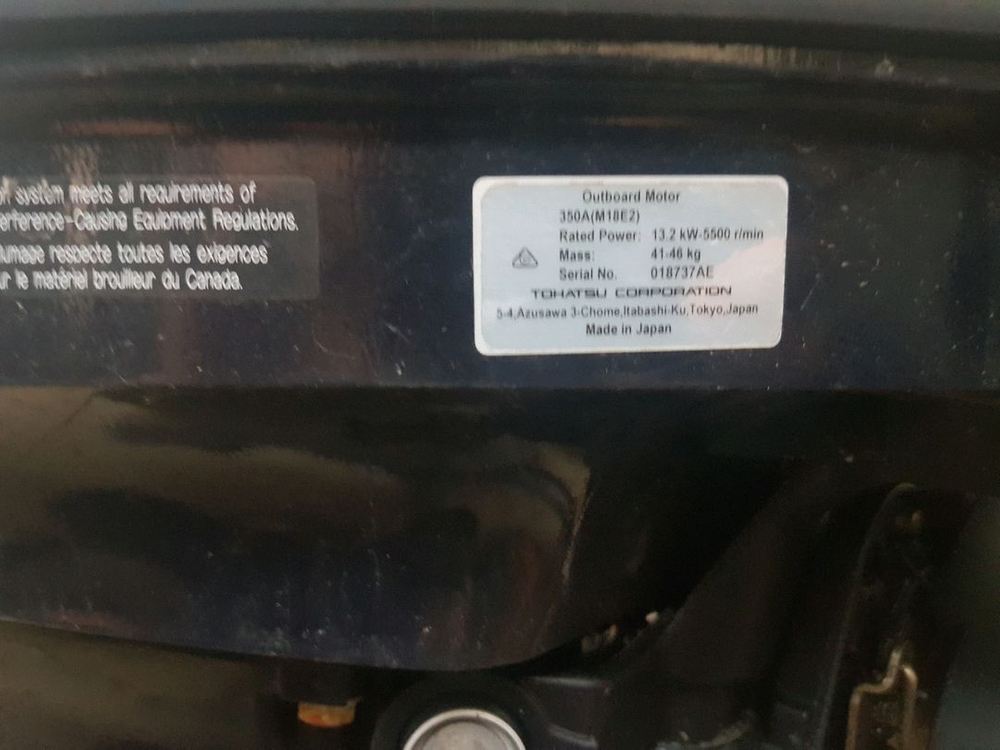 system meets all requirements of
erference-Causing Equipment Regulations.
lumage respecte toutes les exigences
ur le matériel brouilleur du Canada.
Outboard Motor
350A(M18E2)
Rated Power: 13.2 kW-5500 r/min
Mass: 41-46 kg
Serial No. 018737AE
TOHATSU CORPORATION
5-4,Azusawa 3-Chome,Itabashi-Ku,Tokyo,Japan
Made in Japan